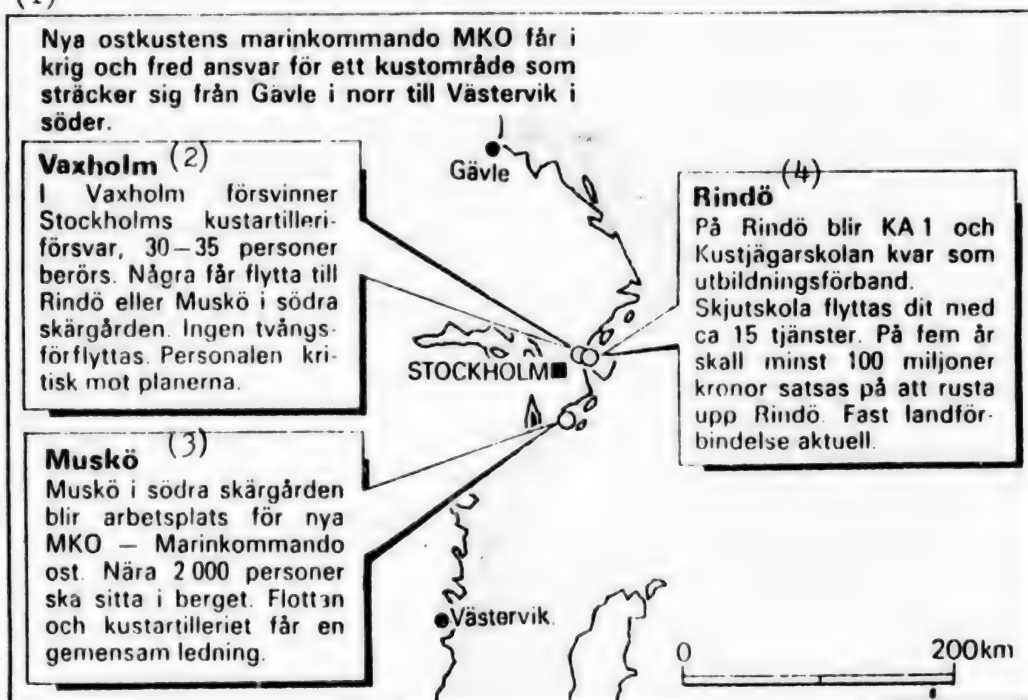 (1)
Nya ostkustens marinkommando MKO får i
krig och fred ansvar för ett kustområde som
sträcker sig från Gävle i norr till Västervik i
söder.
Vaxholm (2)
I Vaxholm försvinner
Stockholms kustartilleri-
försvar, 30–35 personer
berörs. Några får flytta till
Rindö eller Muskö i södra
skärgården. Ingen tvångs-
förflyttas. Personalen kri-
tisk mot planerna.
Muskö (3)
Muskö i södra skärgården
blir arbetsplats för nya
MKO – Marinkommando
ost. Nära 2 000 personer
ska sitta i berget. Flottan
och kustartilleriet får en
gemensam ledning.
Gävle
STOCKHOLM
Västervik
(4)
Rindö
På Rindö blir KA 1 och
Kustjägarskolan kvar som
utbildningsförband.
Skjutskola flyttas dit med
ca 15 tjänster. På fem år
skall minst 100 miljoner
kronor satsas på att rusta
upp Rindö. Fast landför-
bindelse aktuell.
0 200km